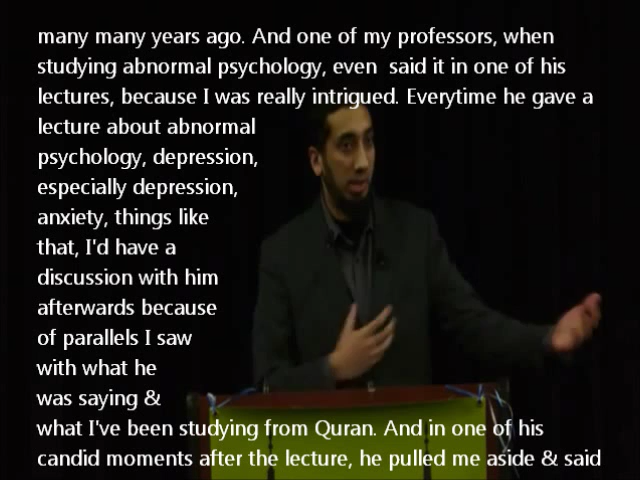 many many years ago. And one of my professors, when
studying abnormal psychology, even said it in one of his
lectures, because I was really intrigued. Everytime he gave a
lecture about abnormal
psychology, depression,
especially depression,
anxiety, things like
that, I'd have a
discussion with him
afterwards because
of parallels I saw
with what he
was saying &
what I've been studying from Quran. And in one of his
candid moments after the lecture, he pulled me aside & said